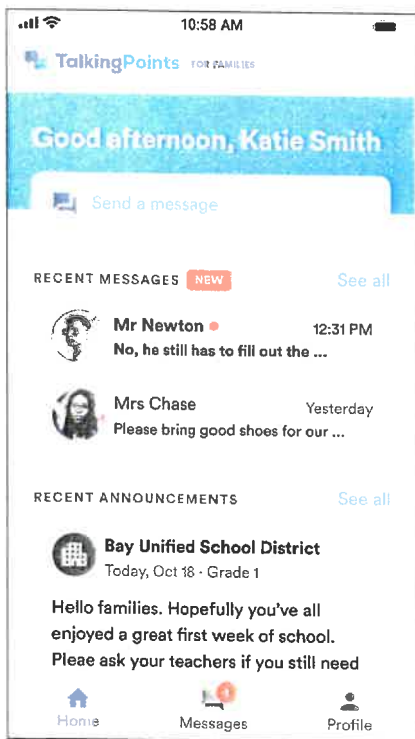 10:58 AM
TalkingPoints FOR FAMILIES
Good afternoon, Katie Smith
Send a message
RECENT MESSAGES NEW See all
Mr Newton 12:31 PM
No, he still has to fill out the ...
Mrs Chase Yesterday
Please bring good shoes for our ...
RECENT ANNOUNCEMENTS See all
Bay Unified School District
Today, Oct 18 · Grade 1
Hello families. Hopefully you've all
enjoyed a great first week of school.
Pleae ask your teachers if you still need
Home Messages Profile